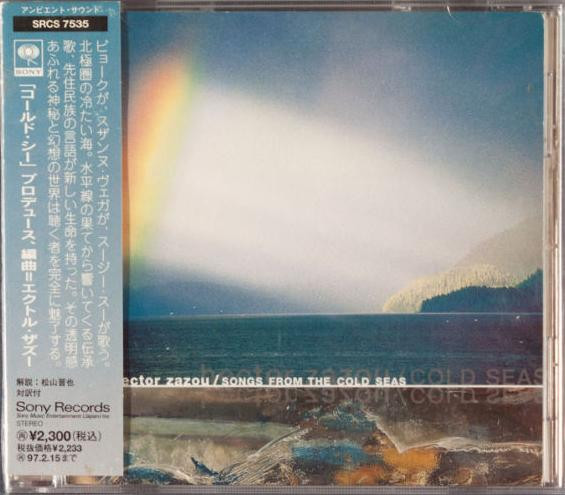 アンビエント・サウンド
SRCS 7535
SONY
ビョークが、スザンヌ・ヴェガが、スージー・スーが歌う。
北極圏の冷たい海。水平線の果てから響いてくる伝承
歌、先住民族の言語が新しい生命を持った。その透明感
あふれる神秘と幻想の世界は聴く者を完全に魅了する。
「コールド・シー」プロデュース、編曲=エクトル・ザズー
解説:松山晋也
対訳付
Sony Records
Sony Music Entertainment (Japan) Inc.
STEREO
¥2,300(税込)
税抜価格¥2,233
97.2.15まで
ector zazou / SONGS FROM THE COLD SEAS
hector zazou / COLD SEAS